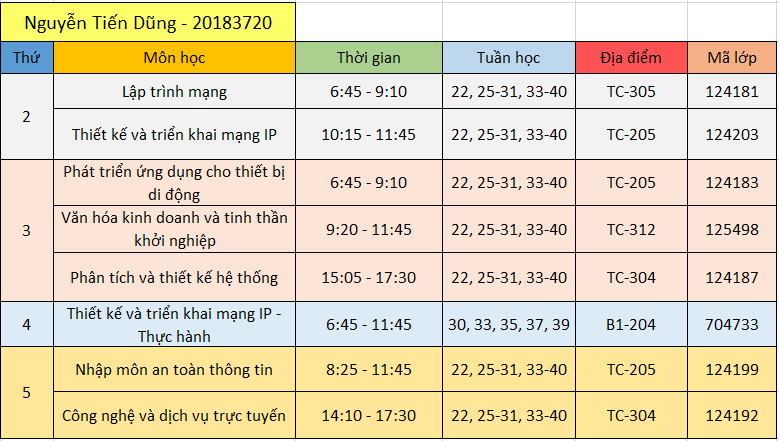 Nguyễn Tiến Dũng - 20183720
Thứ Môn học Thời gian Tuần học Địa điểm Mã lớp
2
Lập trình mạng 6:45 - 9:10 22, 25-31, 33-40 TC-305 124181
Thiết kế và triển khai mạng IP 10:15 - 11:45 22, 25-31, 33-40 TC-205 124203
3
Phát triển ứng dụng cho thiết bị
di động
6:45 - 9:10 22, 25-31, 33-40 TC-205 124183
Văn hóa kinh doanh và tinh thần
khởi nghiệp
9:20 - 11:45 22, 25-31, 33-40 TC-312 125498
Phân tích và thiết kế hệ thống 15:05 - 17:30 22, 25-31, 33-40 TC-304 124187
4
Thiết kế và triển khai mạng IP -
Thực hành
6:45 - 11:45 30, 33, 35, 37, 39 B1-204 704733
5
Nhập môn an toàn thông tin 8:25 - 11:45 22, 25-31, 33-40 TC-205 124199
Công nghệ và dịch vụ trực tuyến 14:10 - 17:30 22, 25-31, 33-40 TC-304 124192